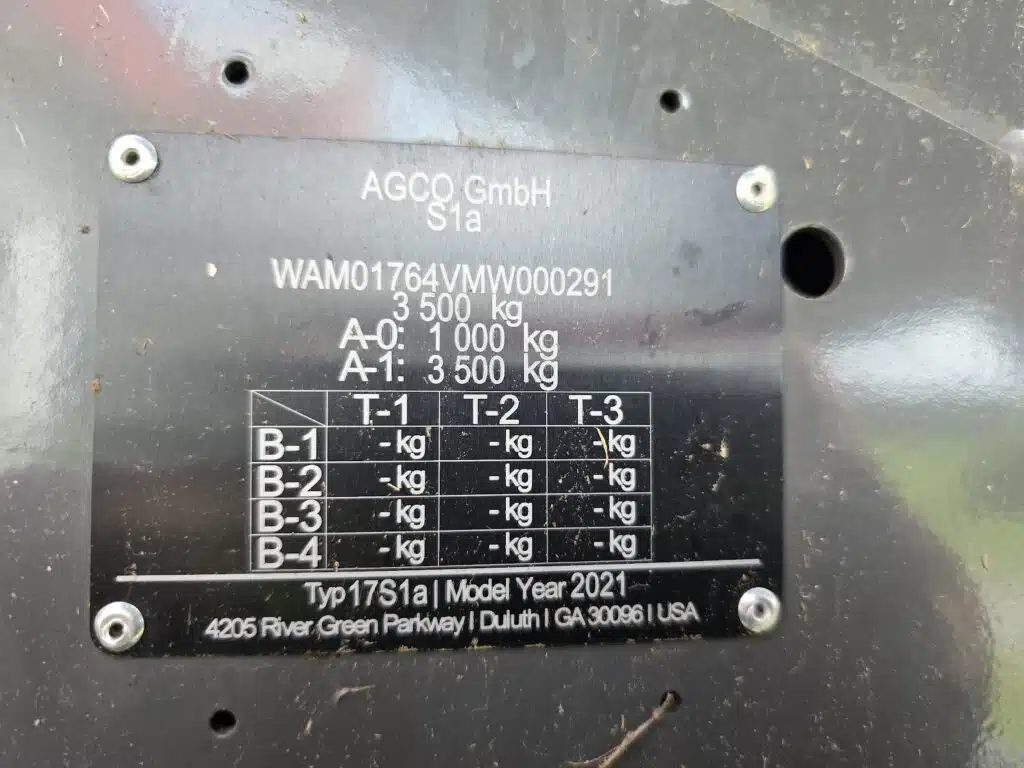 AGCO GmbH
S1a
WAM01764VMW000291
3 500 kg
A-0: 1 000 kg
A-1: 3 500 kg
T-1 T-2 T-3
B-1 -kg -kg -kg
B-2 -kg -kg -kg
B-3 -kg -kg -kg
B-4 -kg -kg -kg
Typ 17S1a | Model Year 2021
4205 River Green Parkway | Duluth | GA 30096 | USA